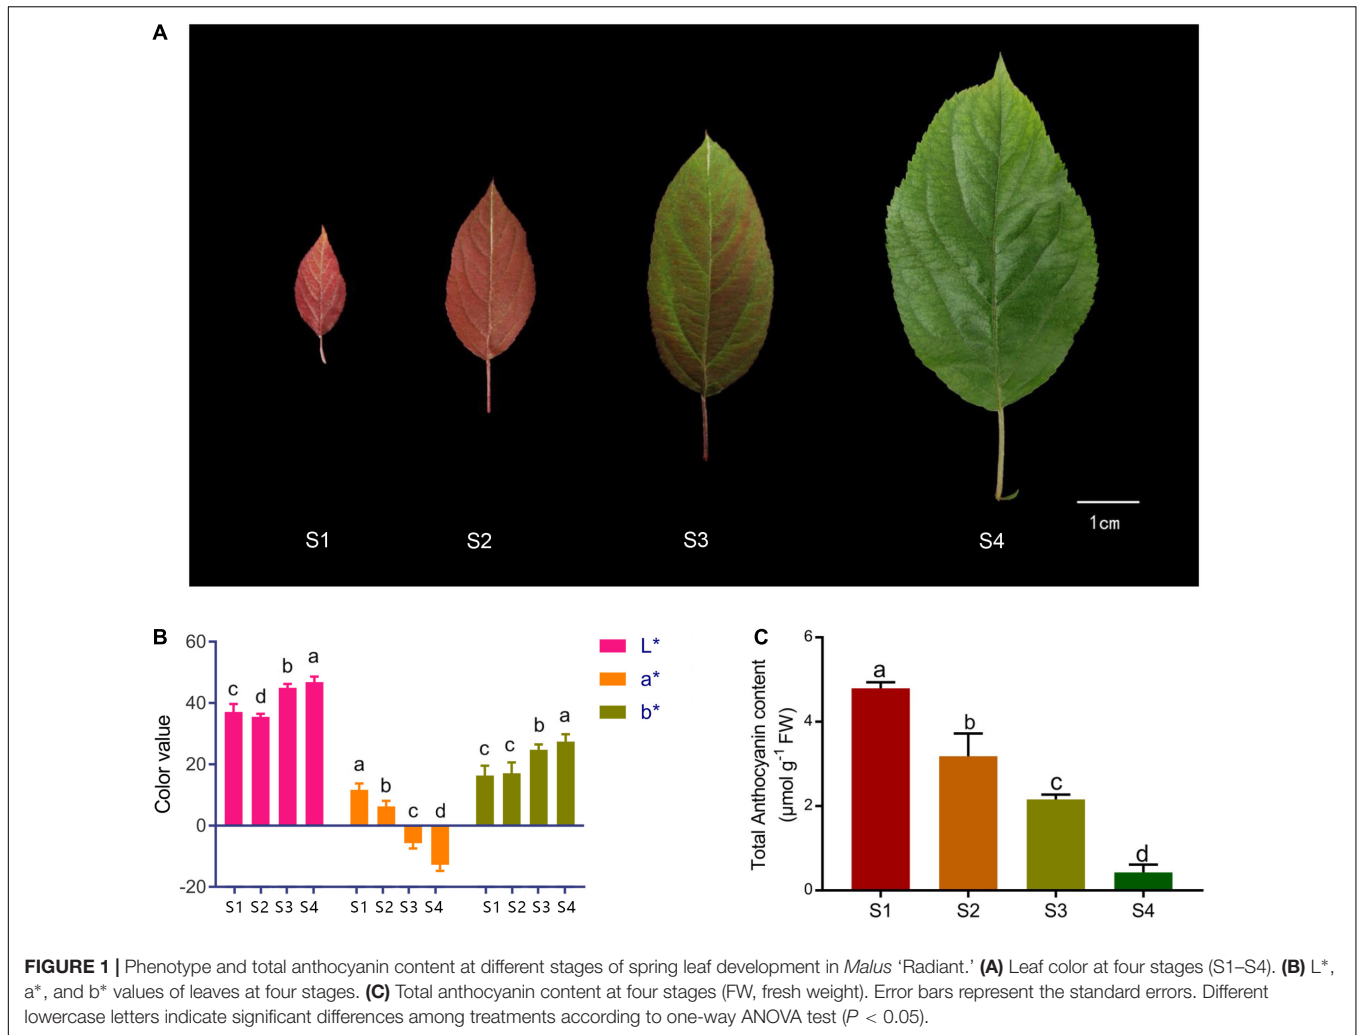 A
S1 S2 S3 S4
1cm
B
60
40
20
0
-20
Color value
c d b a
a b c d
c c b a
S1 S2 S3 S4 S1 S2 S3 S4 S1 S2 S3 S4
L*
a*
b*
C
6
4
2
0
Total Anthocyanin content
(μmol g⁻¹ FW)
a
b
c
d
S1 S2 S3 S4
FIGURE 1 | Phenotype and total anthocyanin content at different stages of spring leaf development in Malus ‘Radiant.’ (A) Leaf color at four stages (S1–S4). (B) L*,
a*, and b* values of leaves at four stages. (C) Total anthocyanin content at four stages (FW, fresh weight). Error bars represent the standard errors. Different
lowercase letters indicate significant differences among treatments according to one-way ANOVA test (P < 0.05).